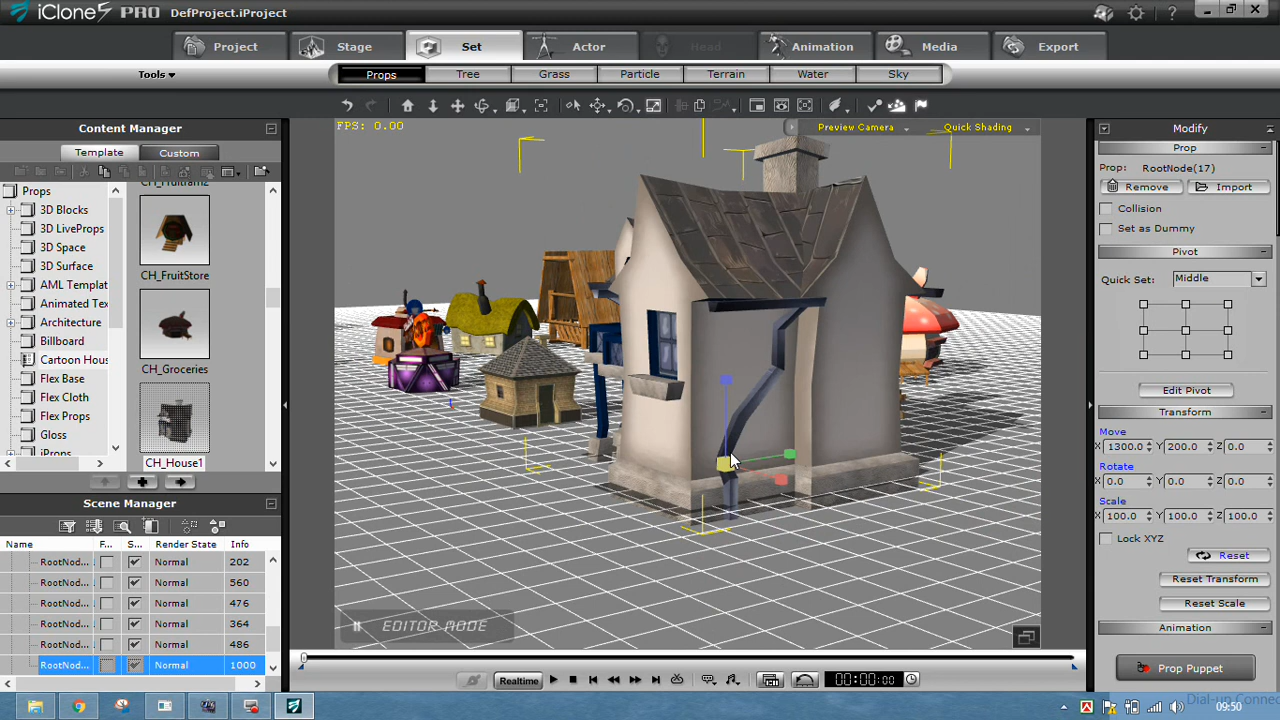 iClone5 PRO DefProject.iProject
Project Stage Set Actor Head Animation Media Export
Tools Props Tree Grass Particle Terrain Water Sky
Content Manager
Template Custom
Props
3D Blocks
3D LiveProps
3D Space
3D Surface
AML Templat
Animated Tex
Architecture
Billboard
Cartoon Hous
Flex Base
Flex Cloth
Flex Props
Gloss
iProps
CH_FruitStore
CH_Groceries
CH_House1
Scene Manager
Name F... S... Render State Info
RootNod... Normal 202
RootNod... Normal 560
RootNod... Normal 476
RootNod... Normal 364
RootNod... Normal 486
RootNod... Normal 1000
FPS: 0.00 Preview Camera Quick Shading
EDITOR MODE
Realtime 00:00:00
Modify
Prop
Prop: RootNode(17)
Remove Import
Collision
Set as Dummy
Pivot
Quick Set: Middle
Edit Pivot
Transform
Move
X 1300.0 Y 200.0 Z 0.0
Rotate
X 0.0 Y 0.0 Z 0.0
Scale
X 100.0 Y 100.0 Z 100.0
Lock XYZ
Reset
Reset Transform
Reset Scale
Animation
Prop Puppet
Dial-up Connec
09:50